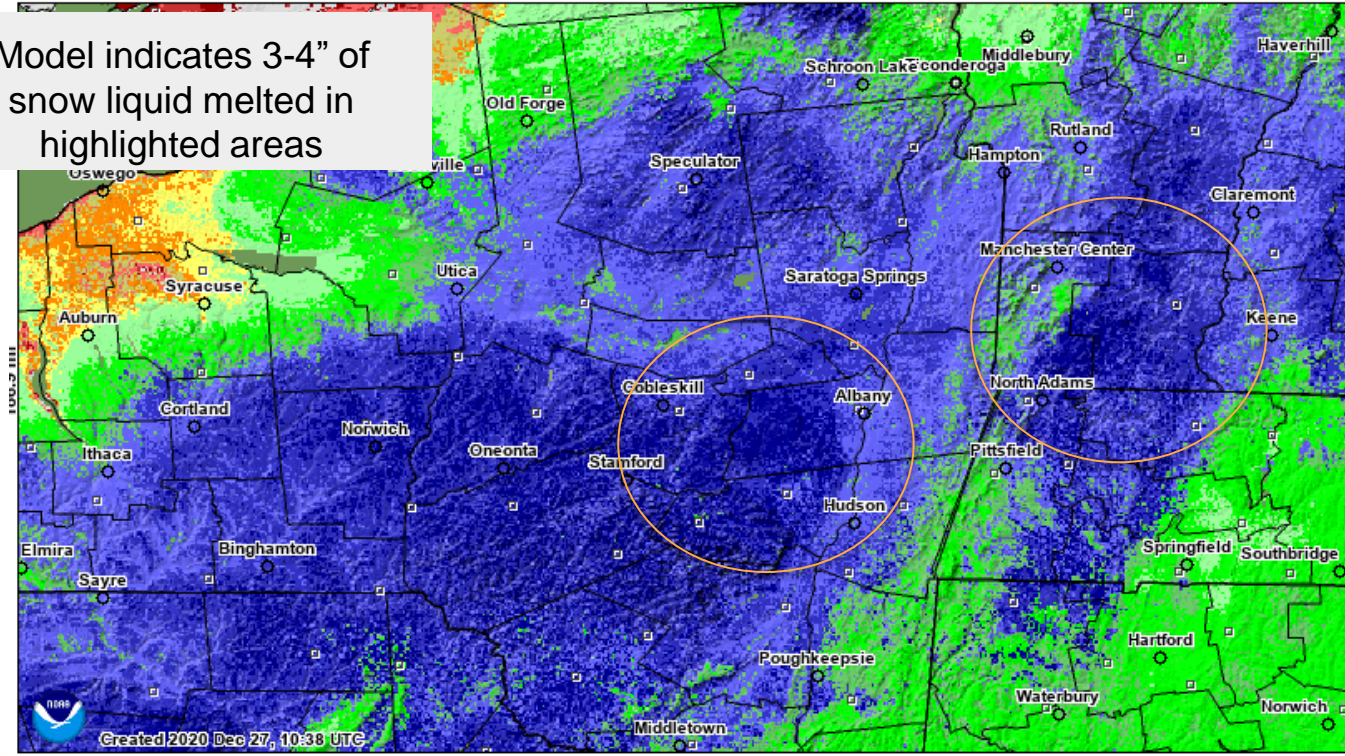 Model indicates 3-4” of
snow liquid melted in
highlighted areas
Middlebury
Haverhill
Schroon Lake
Ticonderoga
Old Forge
Rutland
Hampton
Speculator
ville
Oswego
Claremont
Manchester Center
Utica
Saratoga Springs
Syracuse
Auburn
Keene
Cobleskill
North Adams
Albany
Cortland
Norwich
Oneonta
Ithaca
Stamford
Pittsfield
Hudson
Elmira
Binghamton
Springfield
Southbridge
Sayre
Hartford
Poughkeepsie
Waterbury
Norwich
Middletown
NOAA
Created 2020 Dec 27, 10:38 UTC